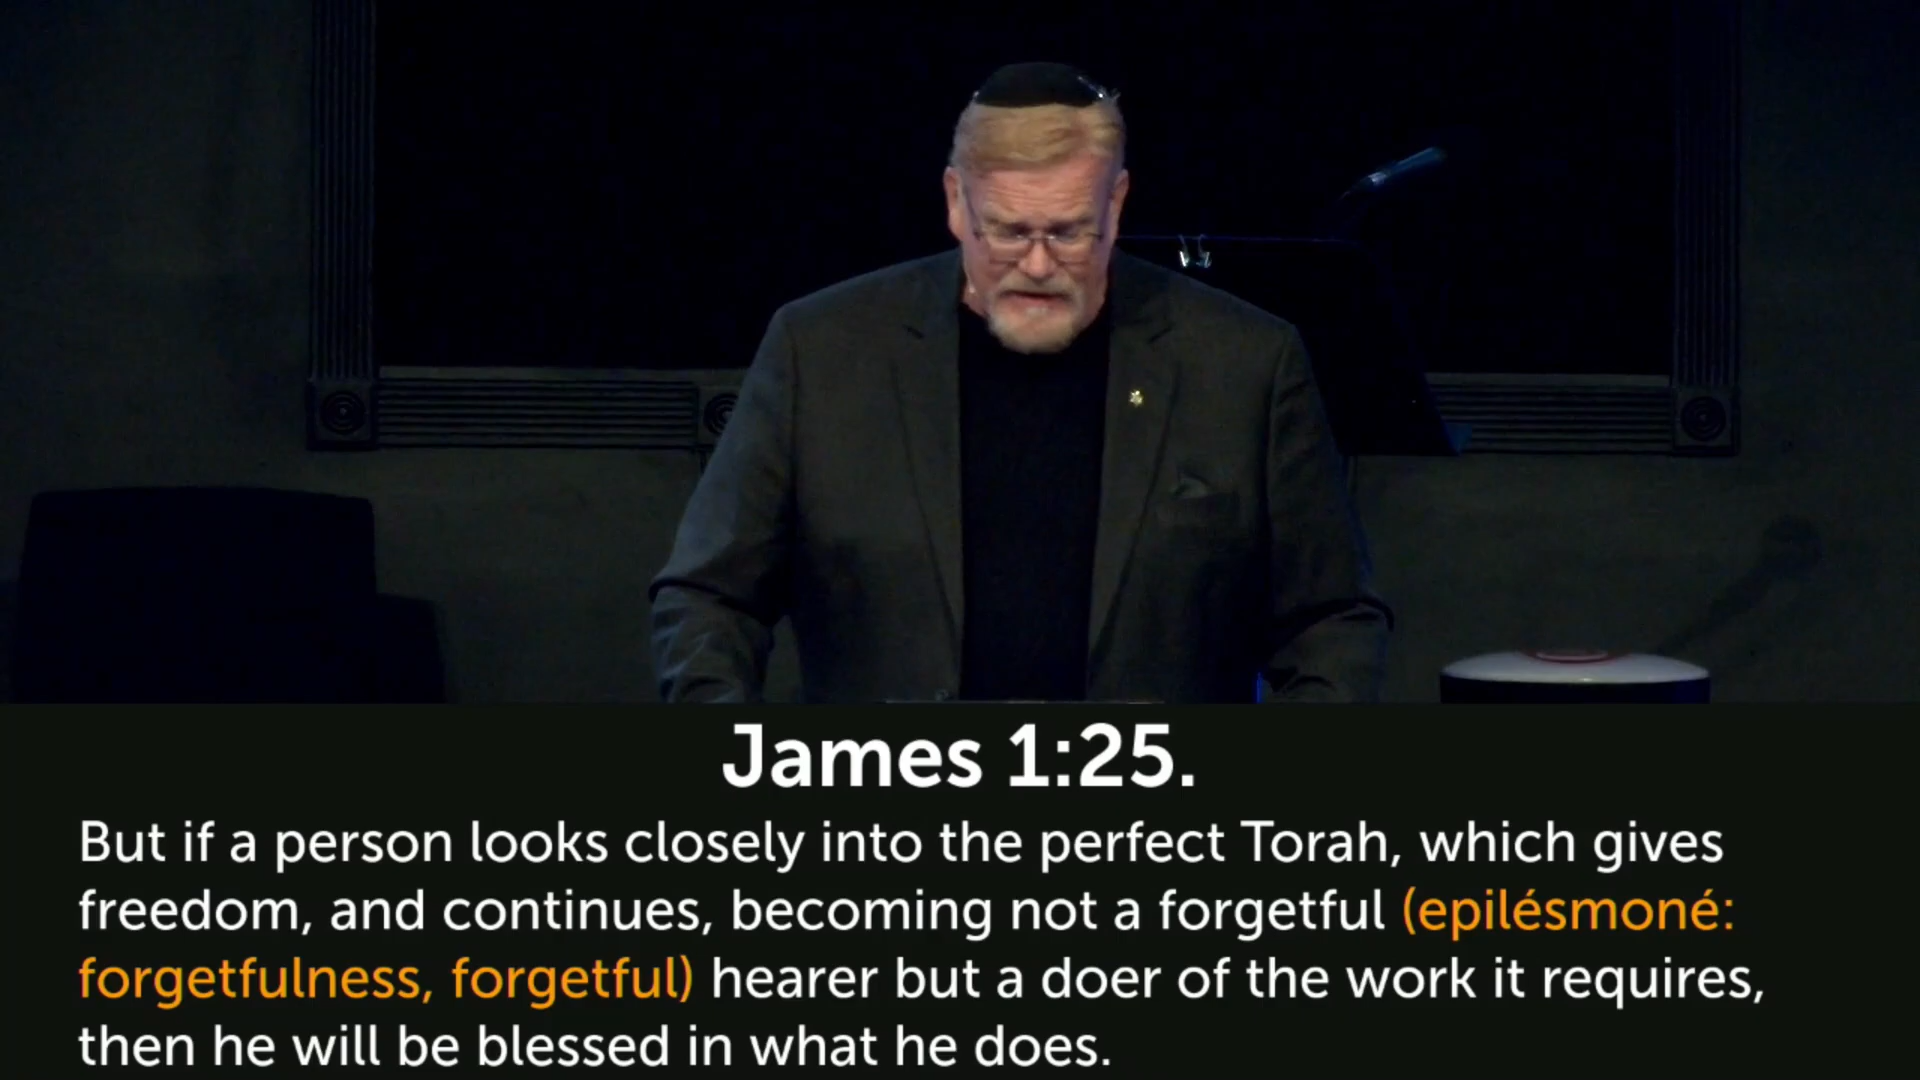 James 1:25.
But if a person looks closely into the perfect Torah, which gives
freedom, and continues, becoming not a forgetful (epilésmoné:
forgetfulness, forgetful) hearer but a doer of the work it requires,
then he will be blessed in what he does.